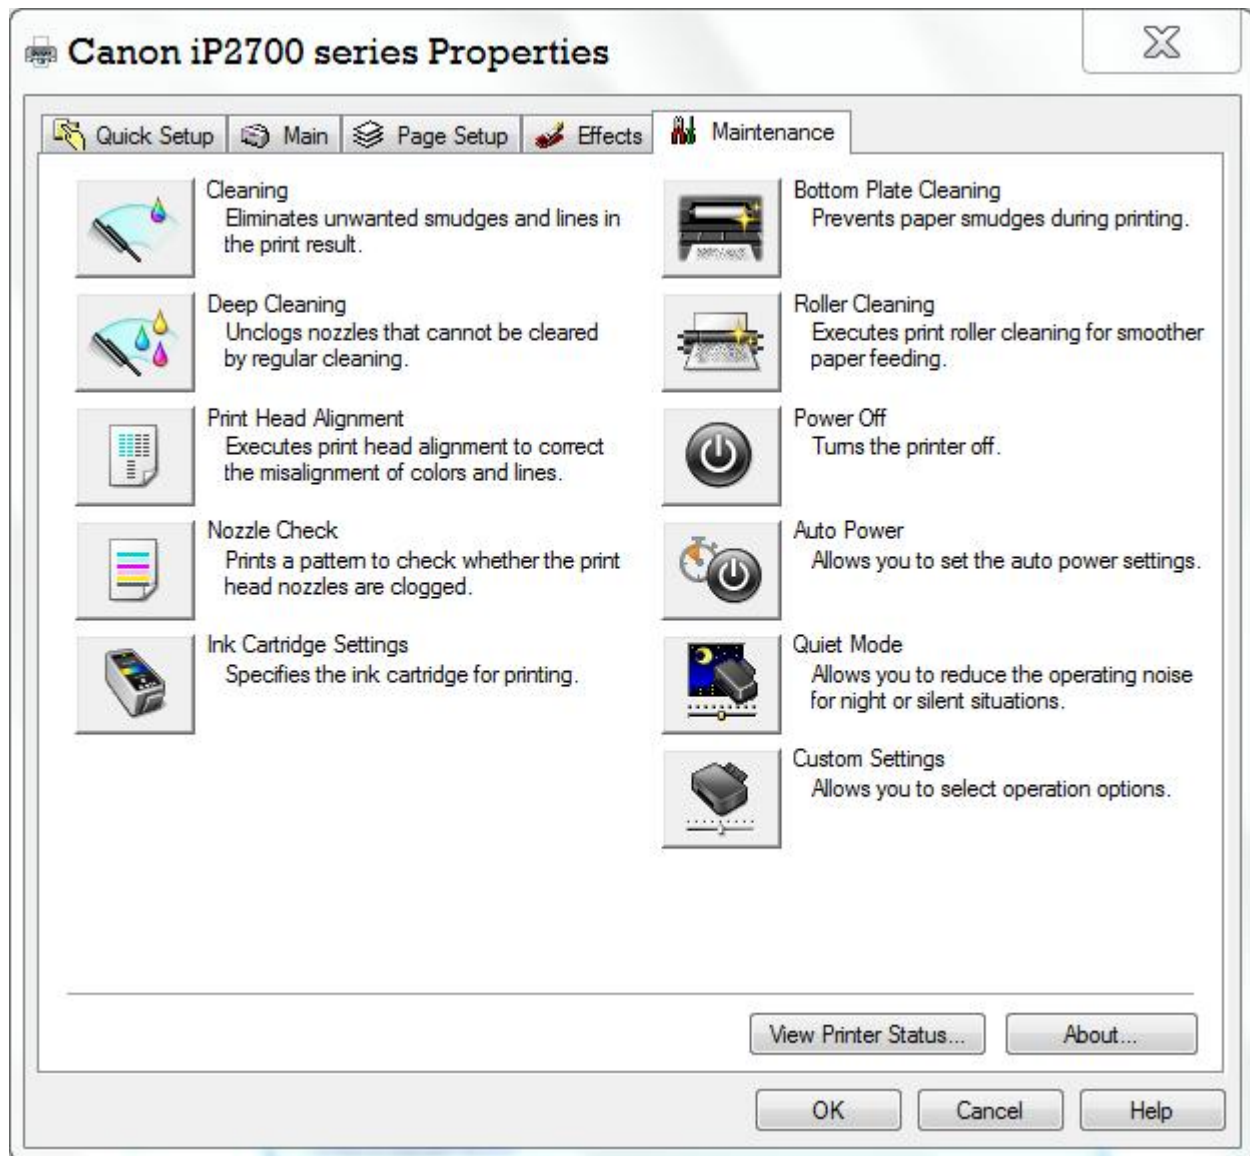 Canon iP2700 series Properties
Quick Setup
Main
Page Setup
Effects
Maintenance
Cleaning
Eliminates unwanted smudges and lines in
the print result.
Deep Cleaning
Unclogs nozzles that cannot be cleared
by regular cleaning.
Print Head Alignment
Executes print head alignment to correct
the misalignment of colors and lines.
Nozzle Check
Prints a pattern to check whether the print
head nozzles are clogged.
Ink Cartridge Settings
Specifies the ink cartridge for printing.
Bottom Plate Cleaning
Prevents paper smudges during printing.
Roller Cleaning
Executes print roller cleaning for smoother
paper feeding.
Power Off
Turns the printer off.
Auto Power
Allows you to set the auto power settings.
Quiet Mode
Allows you to reduce the operating noise
for night or silent situations.
Custom Settings
Allows you to select operation options.
View Printer Status...
About...
OK
Cancel
Help